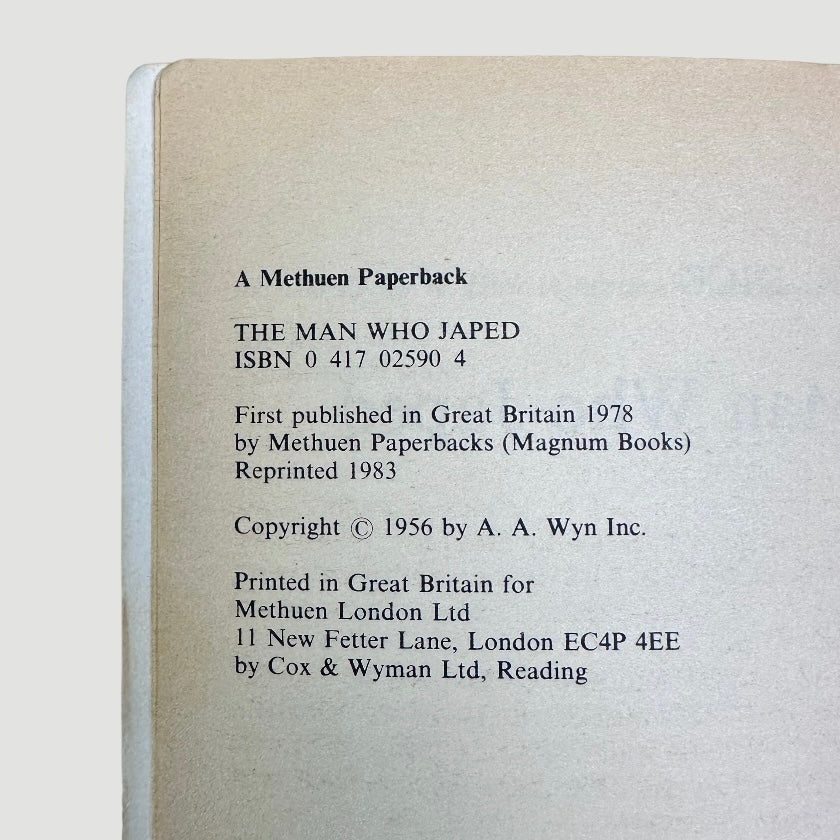 A Methuen Paperback
THE MAN WHO JAPED
ISBN 0 417 02590 4
First published in Great Britain 1978
by Methuen Paperbacks (Magnum Books)
Reprinted 1983
Copyright © 1956 by A. A. Wyn Inc.
Printed in Great Britain for
Methuen London Ltd
11 New Fetter Lane, London EC4P 4EE
by Cox & Wyman Ltd, Reading